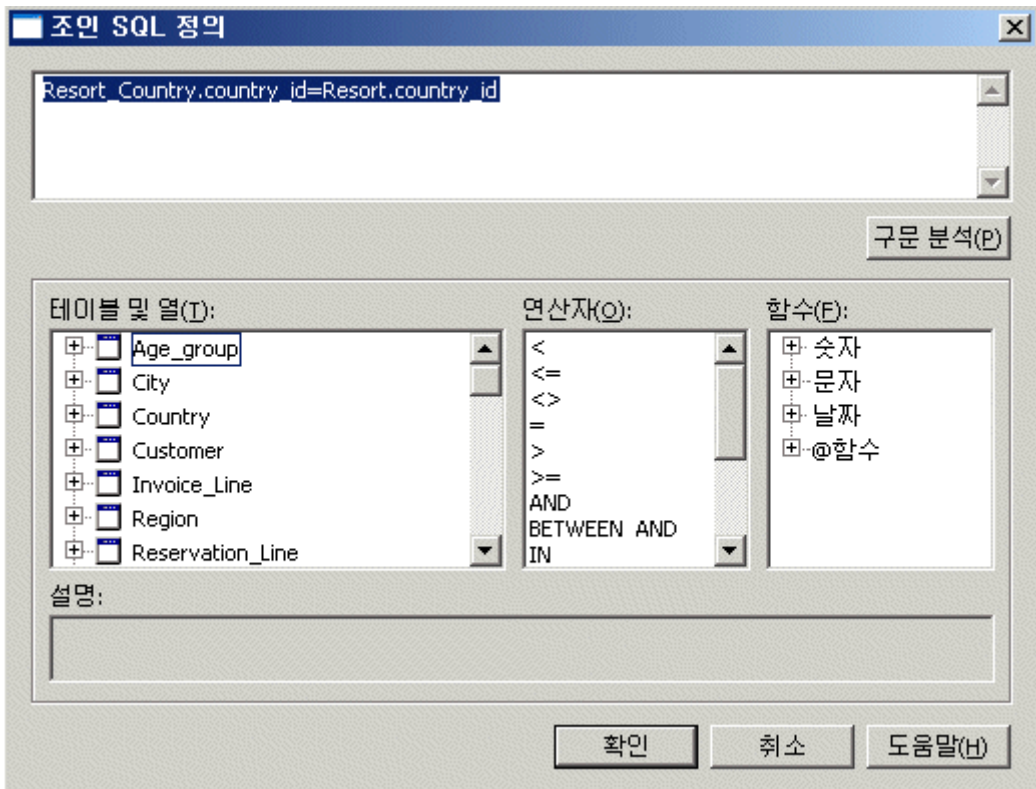 조인 SQL 정의
Resort_Country.country_id=Resort.country_id
구문 분석(P)
테이블 및 열(T):
Age_group
City
Country
Customer
Invoice_Line
Region
Reservation_Line
연산자(O):
<
<=
<>
=
>
>=
AND
BETWEEN AND
IN
함수(F):
숫자
문자
날짜
@함수
설명:
확인
취소
도움말(H)